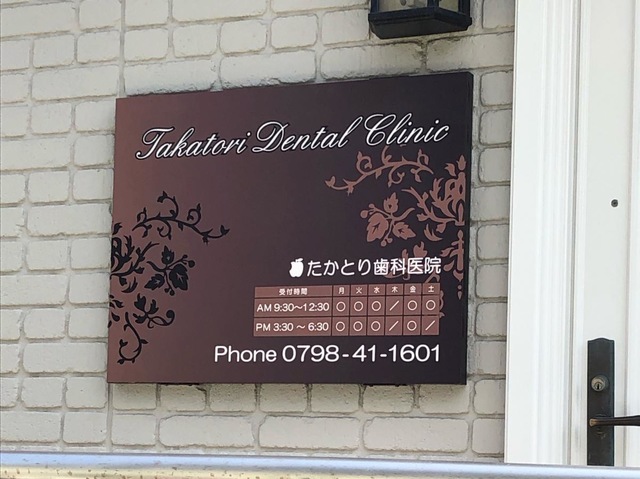 Takatori Dental Clinic
たかとり歯科医院
受付時間 月 火 水 木 金 土
AM 9:30〜12:30 ○ ○ ○ ／ ○ ○
PM 3:30 〜 6:30 ○ ○ ○ ／ ○ ／
Phone 0798-41-1601